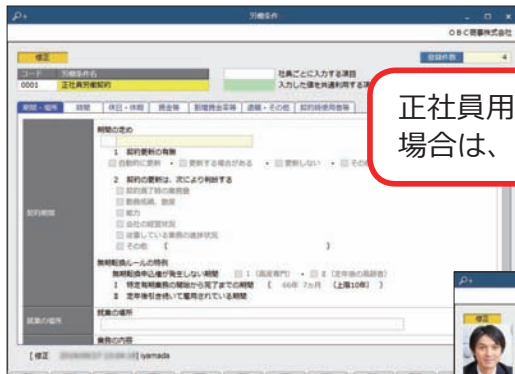 労働条件
OBC商事株式会社
修正
登録件数 4
コード 労働条件名
0001 正社員労働契約
社員ごとに入力する項目
入力した値を共通利用する項
期間・場所 時間 休日・休暇 賃金等 割増賃金率等 退職・その他 契約時使用者等
正社員用
場合は、
期間の定め
1 契約更新の有無
自動的に更新 ・ 更新する場合がある ・ 更新しない ・ その
2 契約の更新は、次により判断する
契約満了時の業務量
勤務成績、態度
能力
会社の経営状況
従事している業務の進捗状況
その他 [ ]
契約期間
無期転換ルールの特例
無期転換申込権が発生しない期間 Ⅰ (高度専門) ・ Ⅱ (定年後の高齢者)
Ⅰ 特定有期業務の開始から完了までの期間 [ 66年 7ヵ月 (上限10年) ]
Ⅱ 定年後引き続いて雇用されている期間
就業の場所
就業の場所
業務の内容
[ 修正 ] iyamada
修正